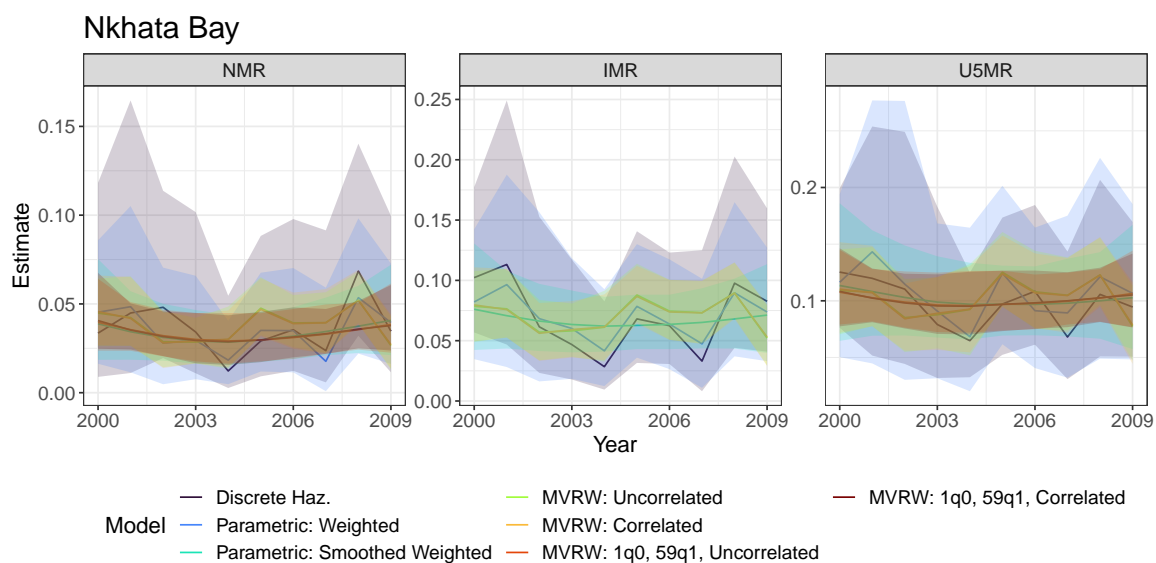 Nkhata Bay
NMR IMR U5MR
Estimate
0.15
0.10
0.05
0.00
0.25
0.20
0.15
0.10
0.05
0.00
0.2
0.1
2000 2003 2006 2009 2000 2003 2006 2009 2000 2003 2006 2009
Year
Model
Discrete Haz.
Parametric: Weighted
Parametric: Smoothed Weighted
MVRW: Uncorrelated
MVRW: Correlated
MVRW: 1q0, 59q1, Uncorrelated
MVRW: 1q0, 59q1, Correlated